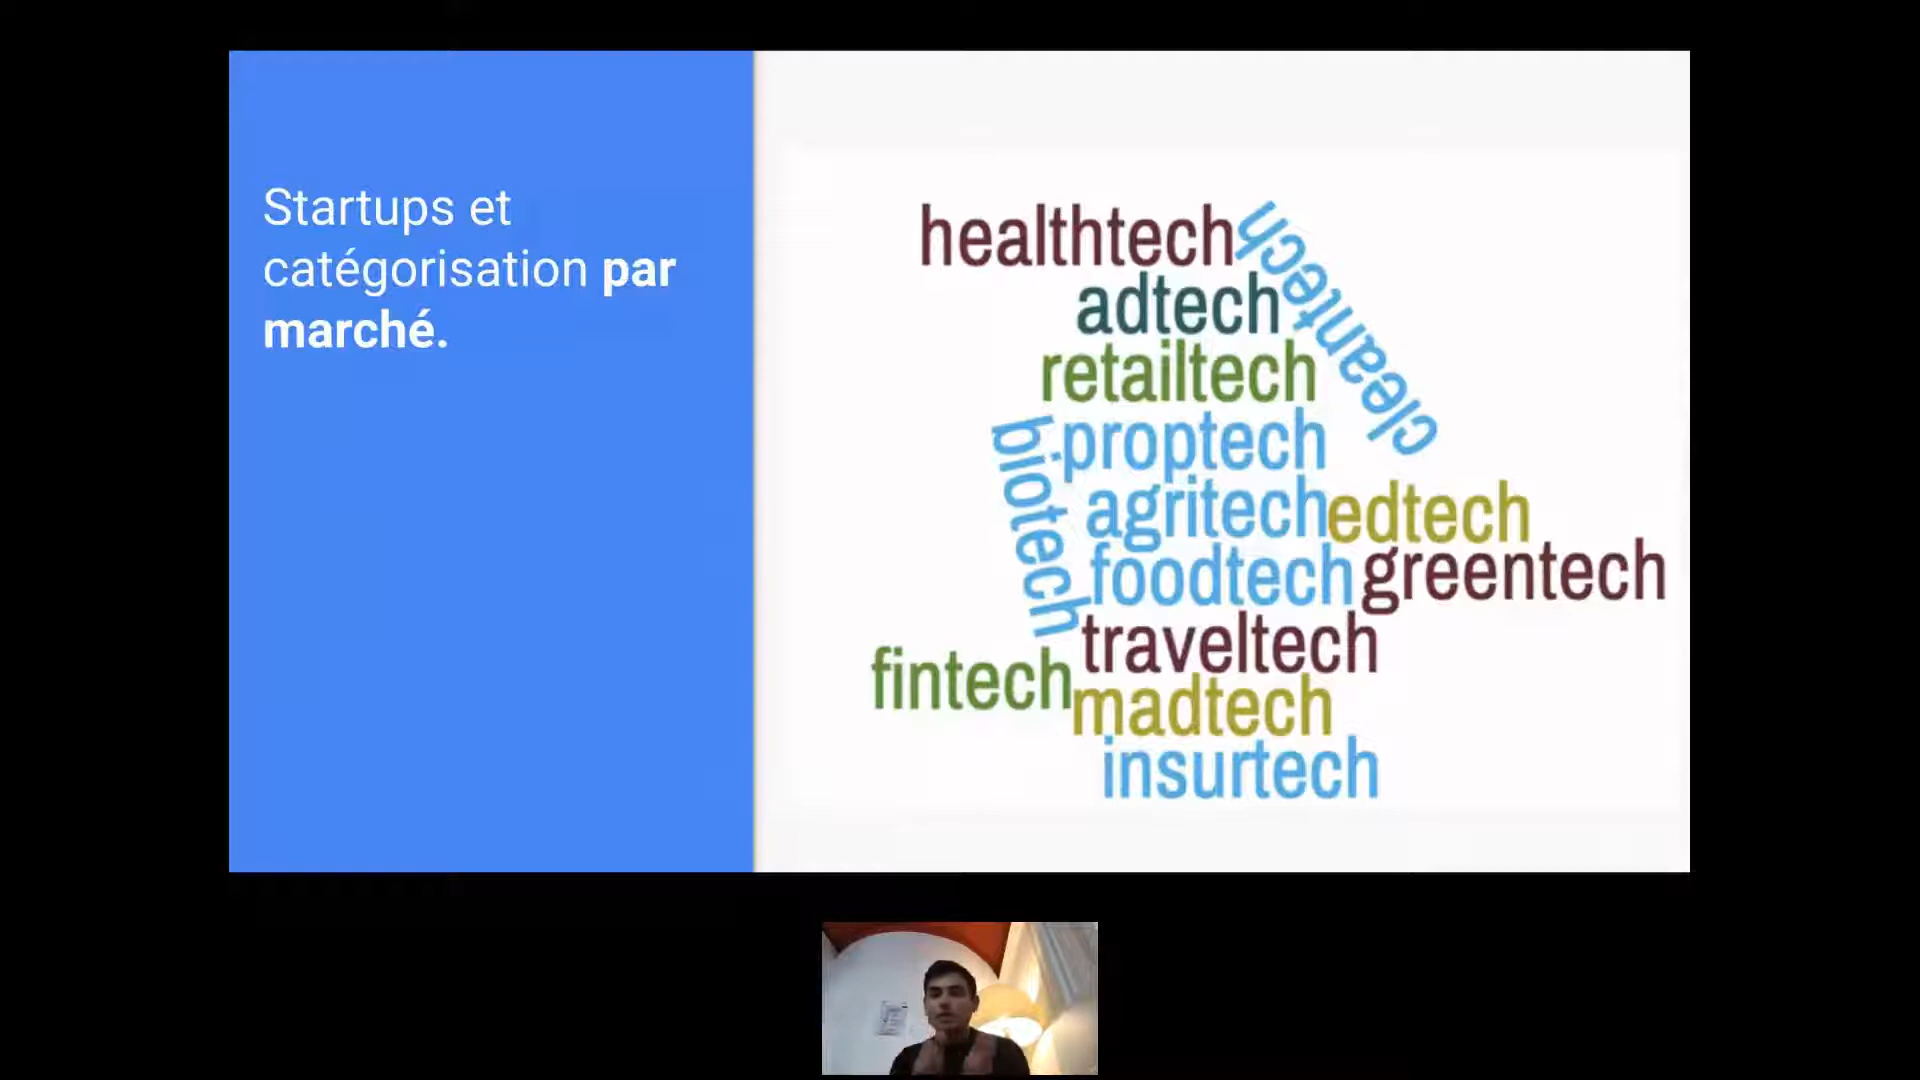 Startups et
catégorisation par
marché.
healthtech
cleantech
adtech
retailtech
proptech
biotech
agritech
edtech
foodtech
greentech
traveltech
fintech
madtech
insurtech